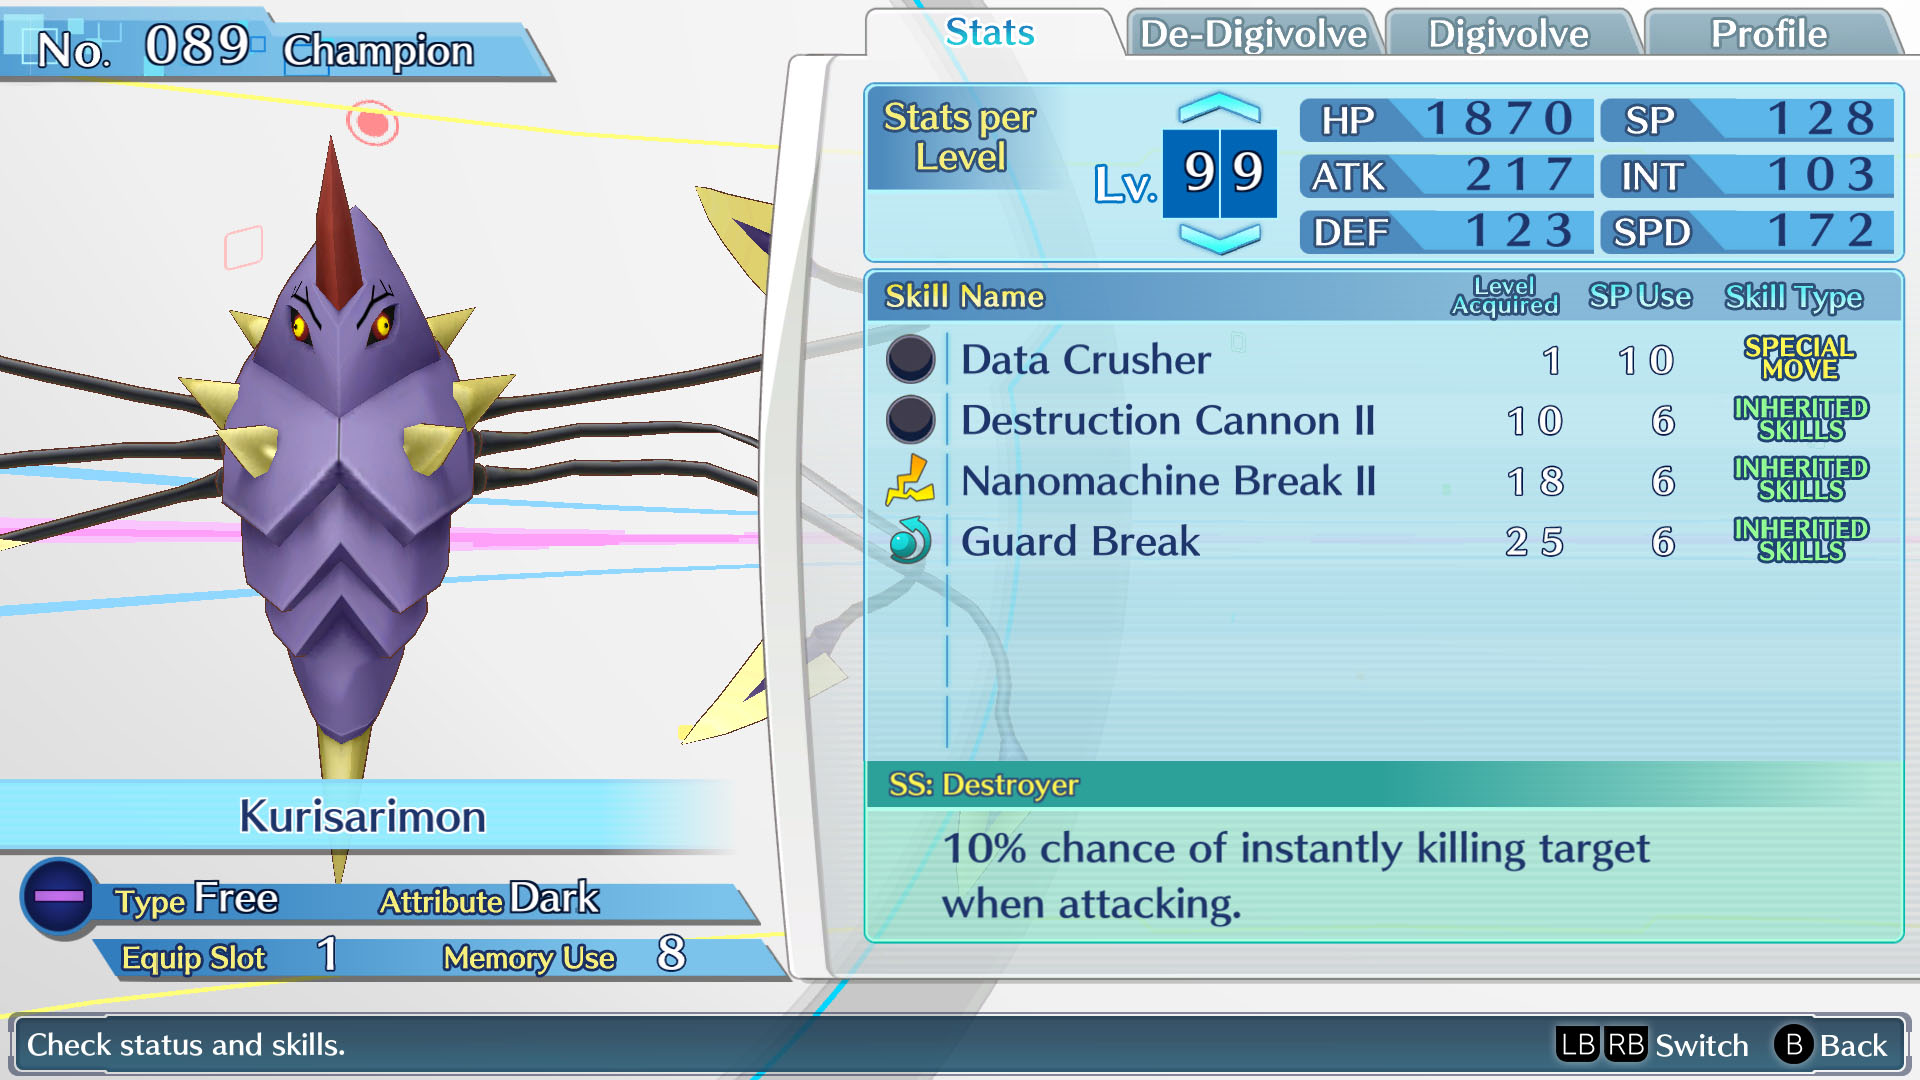 No. 089 Champion
Stats De-Digivolve Digivolve Profile
Stats per
Level
Lv. 99
HP 1870 SP 128
ATK 217 INT 103
DEF 123 SPD 172
Skill Name Level Acquired SP Use Skill Type
Data Crusher 1 10 SPECIAL MOVE
Destruction Cannon II 10 6 INHERITED SKILLS
Nanomachine Break II 18 6 INHERITED SKILLS
Guard Break 25 6 INHERITED SKILLS
SS: Destroyer
10% chance of instantly killing target
when attacking.
Kurisarimon
Type Free Attribute Dark
Equip Slot 1 Memory Use 8
Check status and skills.
LB RB Switch B Back